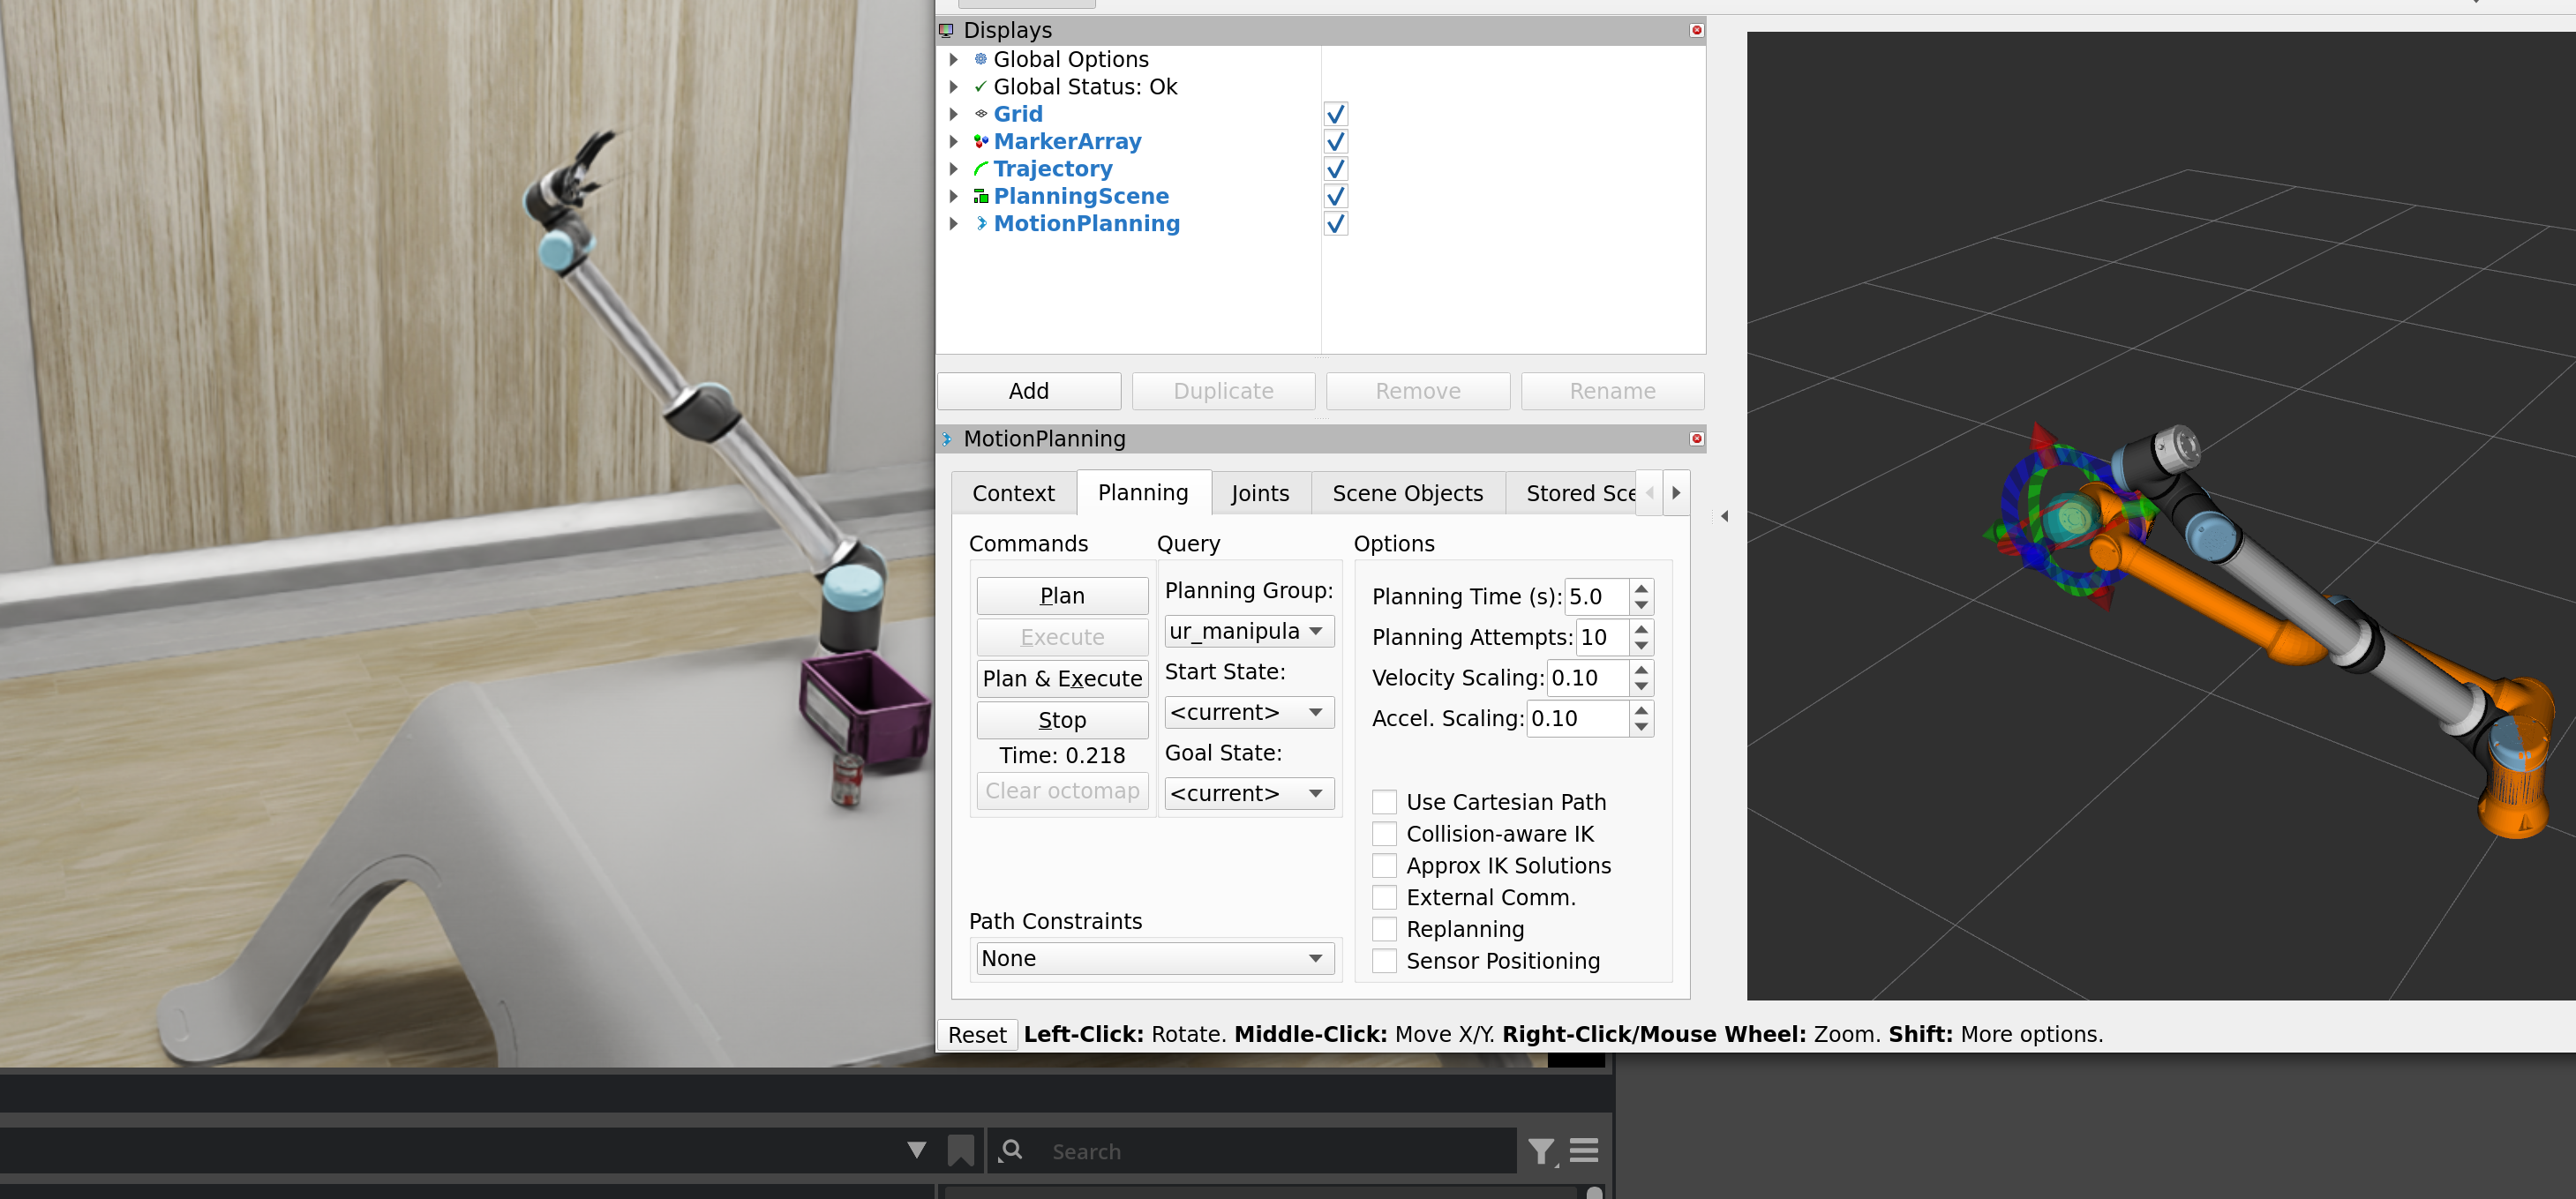 Displays
Global Options
Global Status: Ok
Grid
MarkerArray
Trajectory
PlanningScene
MotionPlanning
Add Duplicate Remove Rename
MotionPlanning
Context Planning Joints Scene Objects Stored Sce
Commands Query Options
Plan
Execute
Plan & Execute
Stop
Time: 0.218
Clear octomap
Planning Group:
ur_manipula
Start State:
<current>
Goal State:
<current>
Planning Time (s): 5.0
Planning Attempts: 10
Velocity Scaling: 0.10
Accel. Scaling: 0.10
Use Cartesian Path
Collision-aware IK
Approx IK Solutions
External Comm.
Replanning
Sensor Positioning
Path Constraints
None
Reset Left-Click: Rotate. Middle-Click: Move X/Y. Right-Click/Mouse Wheel: Zoom. Shift: More options.
Search